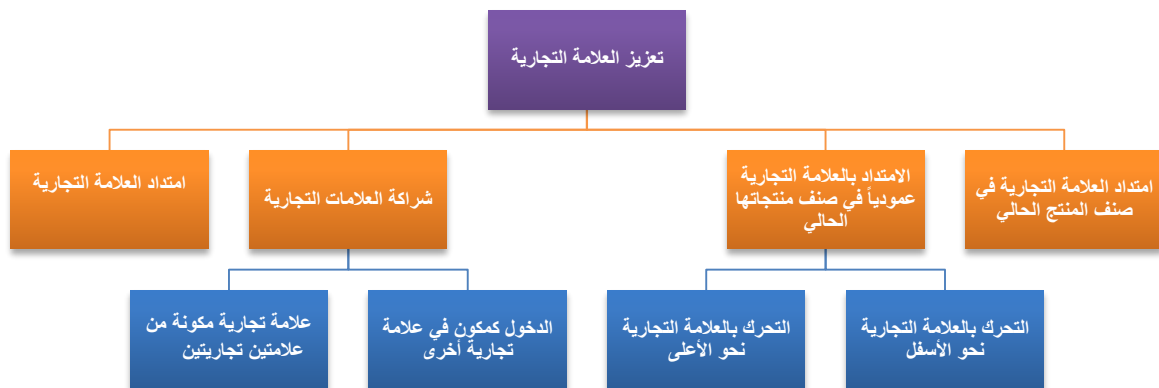 تعزيز العلامة التجارية
امتداد العلامة التجارية في
صنف المنتج الحالي
الامتداد بالعلامة التجارية
عمودياً في صنف منتجاتها
الحالي
شراكة العلامات التجارية
امتداد العلامة التجارية
التحرك بالعلامة التجارية
نحو الأسفل
التحرك بالعلامة التجارية
نحو الأعلى
الدخول كمكون في علامة
تجارية أخرى
علامة تجارية مكونة من
علامتين تجاريتين